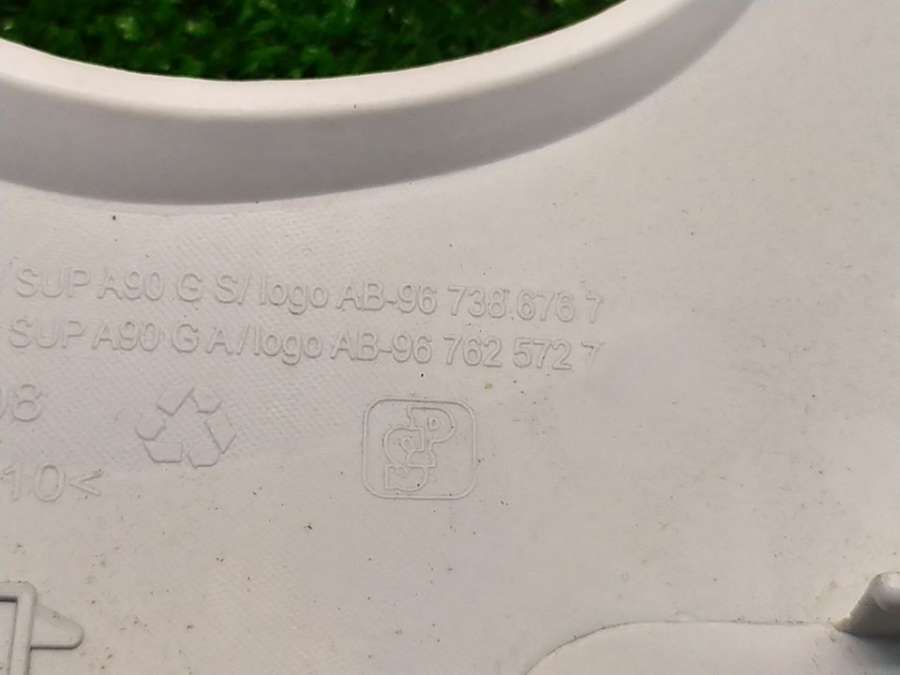 / SUP A90 G S/ logo AB-96 738 676 7
SUP A90 G A/logo AB-96 762 572 7
08
10<